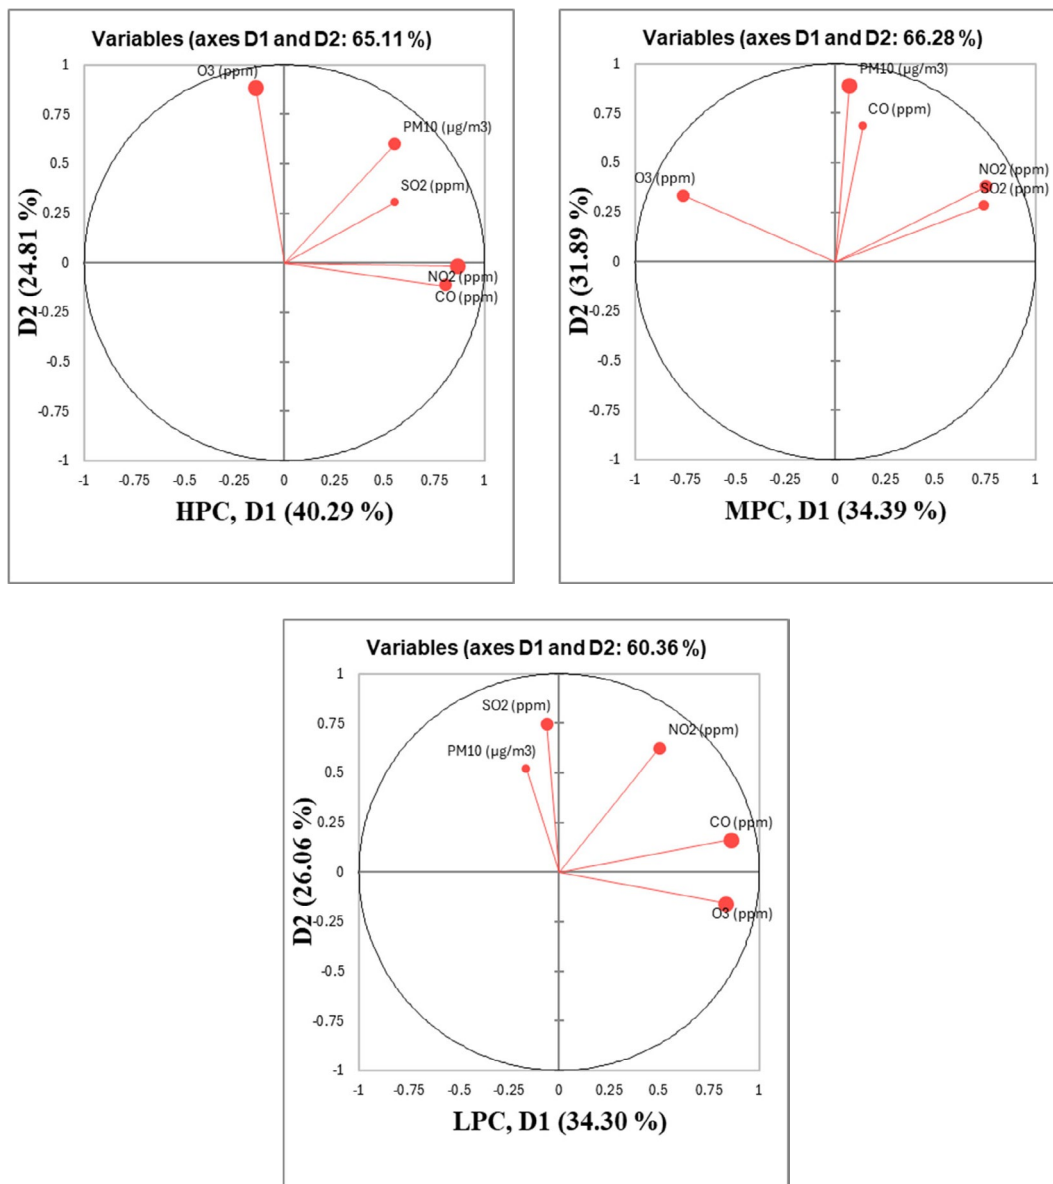 Variables (axes D1 and D2: 65.11 %)
1
O3 (ppm)
0.75
PM10 (µg/m3)
0.5
SO2 (ppm)
0.25
0
NO2 (ppm)
CO (ppm)
-0.25
-0.5
-0.75
-1
D2 (24.81 %)
-1 -0.75 -0.5 -0.25 0 0.25 0.5 0.75 1
HPC, D1 (40.29 %)
Variables (axes D1 and D2: 66.28 %)
1
PM10 (µg/m3)
0.75
CO (ppm)
0.5
NO2 (ppm)
O3 (ppm)
SO2 (ppm)
0.25
0
-0.25
-0.5
-0.75
-1
D2 (31.89 %)
-1 -0.75 -0.5 -0.25 0 0.25 0.5 0.75 1
MPC, D1 (34.39 %)
Variables (axes D1 and D2: 60.36 %)
1
SO2 (ppm)
0.75
NO2 (ppm)
PM10 (µg/m3)
0.5
CO (ppm)
0.25
0
O3 (ppm)
-0.25
-0.5
-0.75
-1
D2 (26.06 %)
-1 -0.75 -0.5 -0.25 0 0.25 0.5 0.75 1
LPC, D1 (34.30 %)